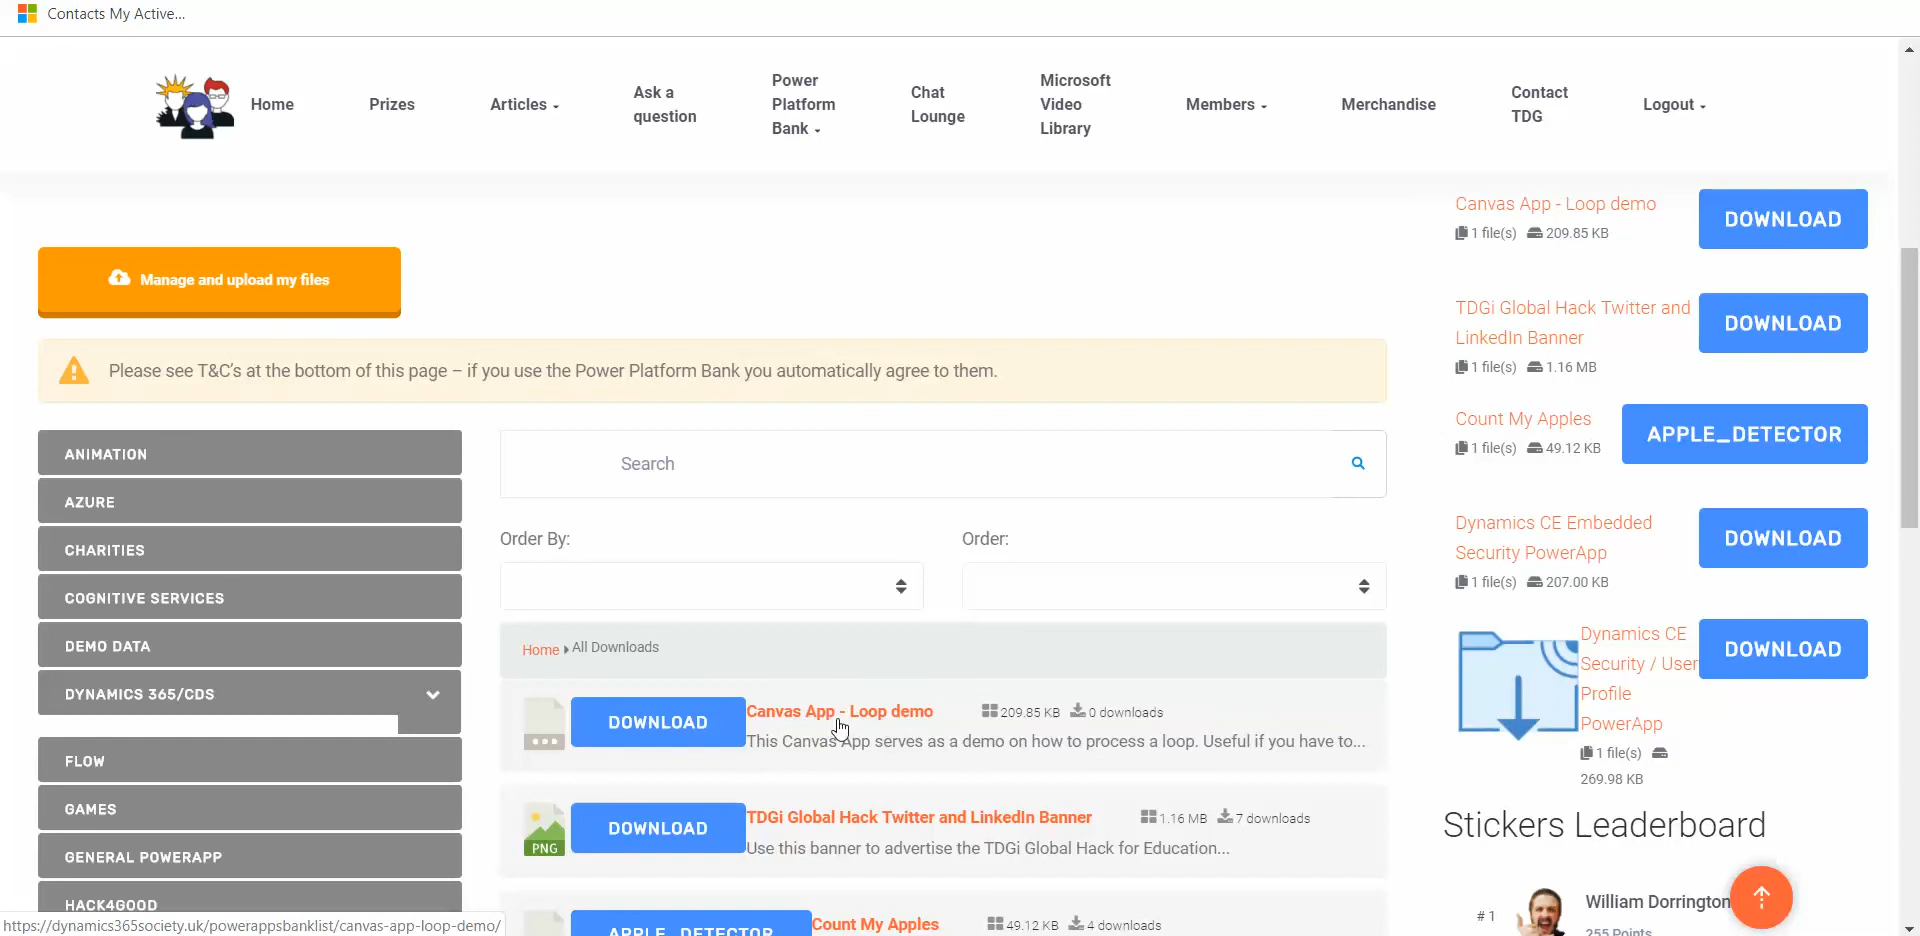 Contacts My Active...
Home
Prizes
Articles
Ask a
question
Power
Platform
Bank
Chat
Lounge
Microsoft
Video
Library
Members
Merchandise
Contact
TDG
Logout
Manage and upload my files
Please see T&C's at the bottom of this page – if you use the Power Platform Bank you automatically agree to them.
ANIMATION
AZURE
CHARITIES
COGNITIVE SERVICES
DEMO DATA
DYNAMICS 365/CDS
FLOW
GAMES
GENERAL POWERAPP
HACK4GOOD
Search
Order By:
Order:
Home All Downloads
DOWNLOAD Canvas App - Loop demo 209.85 KB 0 downloads
This Canvas App serves as a demo on how to process a loop. Useful if you have to...
PNG DOWNLOAD TDGi Global Hack Twitter and LinkedIn Banner 1.16 MB 7 downloads
Use this banner to advertise the TDGi Global Hack for Education...
APPLE_DETECTOR Count My Apples 49.12 KB 4 downloads
Canvas App - Loop demo
1 file(s) 209.85 KB
DOWNLOAD
TDGi Global Hack Twitter and
LinkedIn Banner
1 file(s) 1.16 MB
DOWNLOAD
Count My Apples
1 file(s) 49.12 KB
APPLE_DETECTOR
Dynamics CE Embedded
Security PowerApp
1 file(s) 207.00 KB
DOWNLOAD
Dynamics CE
Security / User
Profile
PowerApp
1 file(s)
269.98 KB
DOWNLOAD
Stickers Leaderboard
# 1
William Dorrington
255 Points
https://dynamics365society.uk/powerappsbanklist/canvas-app-loop-demo/